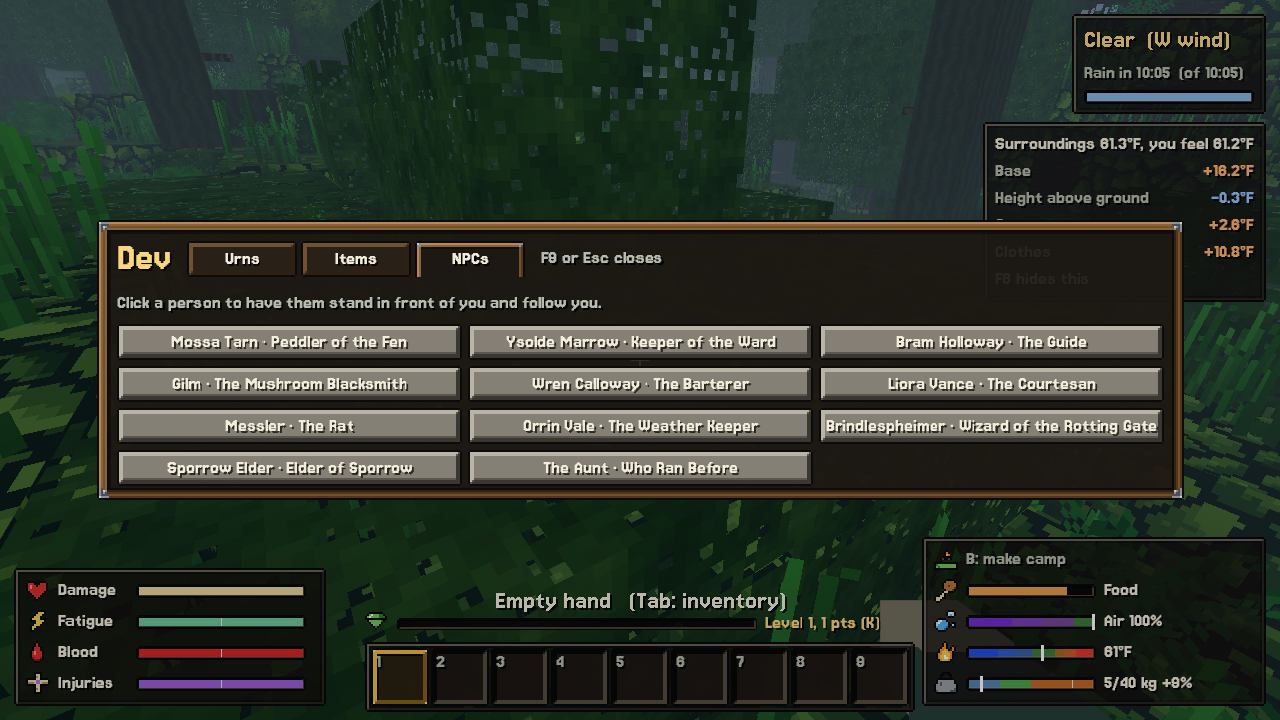 Clear (W wind)
Rain in 10:05 (of 10:05)
Surroundings 61.3°F, you feel 61.2°F
Base +16.2°F
Height above ground -0.3°F
+2.6°F
Clothes +10.8°F
F6 hides this
Dev Urns Items NPCs F9 or Esc closes
Click a person to have them stand in front of you and follow you.
Mossa Tarn · Peddler of the Fen Ysolde Marrow · Keeper of the Ward Bram Holloway · The Guide
Gilm · The Mushroom Blacksmith Wren Calloway · The Barterer Liora Vance · The Courtesan
Messler · The Rat Orrin Vale · The Weather Keeper Brindlespheimer · Wizard of the Rotting Gate
Sporrow Elder · Elder of Sporrow The Aunt · Who Ran Before
Damage
Fatigue
Blood
Injuries
Empty hand (Tab: inventory)
Level 1, 1 pts (K)
1 2 3 4 5 6 7 8 9
B: make camp
Food
Air 100%
61°F
5/40 kg +9%